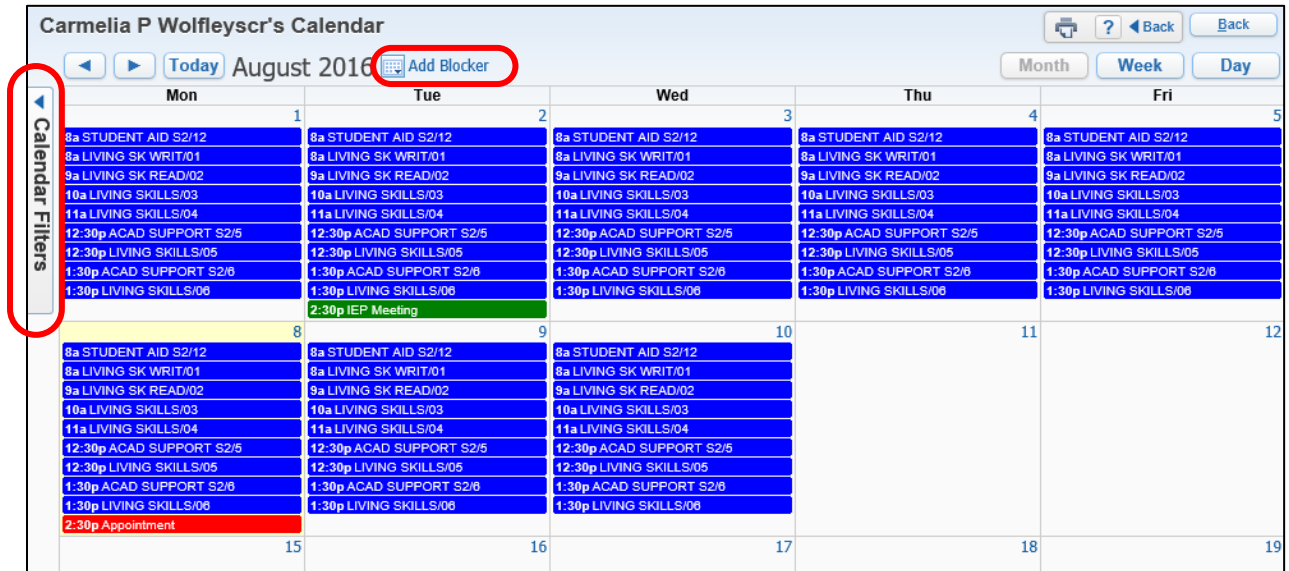 Carmelia P Wolfleyscr's Calendar ? Back Back
Today August 2016 Add Blocker Month Week Day
Calendar Filters
Mon Tue Wed Thu Fri
1 2 3 4 5
8a STUDENT AID S2/12 8a STUDENT AID S2/12 8a STUDENT AID S2/12 8a STUDENT AID S2/12 8a STUDENT AID S2/12
8a LIVING SK WRIT/01 8a LIVING SK WRIT/01 8a LIVING SK WRIT/01 8a LIVING SK WRIT/01 8a LIVING SK WRIT/01
9a LIVING SK READ/02 9a LIVING SK READ/02 9a LIVING SK READ/02 9a LIVING SK READ/02 9a LIVING SK READ/02
10a LIVING SKILLS/03 10a LIVING SKILLS/03 10a LIVING SKILLS/03 10a LIVING SKILLS/03 10a LIVING SKILLS/03
11a LIVING SKILLS/04 11a LIVING SKILLS/04 11a LIVING SKILLS/04 11a LIVING SKILLS/04 11a LIVING SKILLS/04
12:30p ACAD SUPPORT S2/5 12:30p ACAD SUPPORT S2/5 12:30p ACAD SUPPORT S2/5 12:30p ACAD SUPPORT S2/5 12:30p ACAD SUPPORT S2/5
12:30p LIVING SKILLS/05 12:30p LIVING SKILLS/05 12:30p LIVING SKILLS/05 12:30p LIVING SKILLS/05 12:30p LIVING SKILLS/05
1:30p ACAD SUPPORT S2/6 1:30p ACAD SUPPORT S2/6 1:30p ACAD SUPPORT S2/6 1:30p ACAD SUPPORT S2/6 1:30p ACAD SUPPORT S2/6
1:30p LIVING SKILLS/06 1:30p LIVING SKILLS/06 1:30p LIVING SKILLS/06 1:30p LIVING SKILLS/06 1:30p LIVING SKILLS/06
2:30p IEP Meeting
8 9 10 11 12
8a STUDENT AID S2/12 8a STUDENT AID S2/12 8a STUDENT AID S2/12
8a LIVING SK WRIT/01 8a LIVING SK WRIT/01 8a LIVING SK WRIT/01
9a LIVING SK READ/02 9a LIVING SK READ/02 9a LIVING SK READ/02
10a LIVING SKILLS/03 10a LIVING SKILLS/03 10a LIVING SKILLS/03
11a LIVING SKILLS/04 11a LIVING SKILLS/04 11a LIVING SKILLS/04
12:30p ACAD SUPPORT S2/5 12:30p ACAD SUPPORT S2/5 12:30p ACAD SUPPORT S2/5
12:30p LIVING SKILLS/05 12:30p LIVING SKILLS/05 12:30p LIVING SKILLS/05
1:30p ACAD SUPPORT S2/6 1:30p ACAD SUPPORT S2/6 1:30p ACAD SUPPORT S2/6
1:30p LIVING SKILLS/06 1:30p LIVING SKILLS/06 1:30p LIVING SKILLS/06
2:30p Appointment
15 16 17 18 19